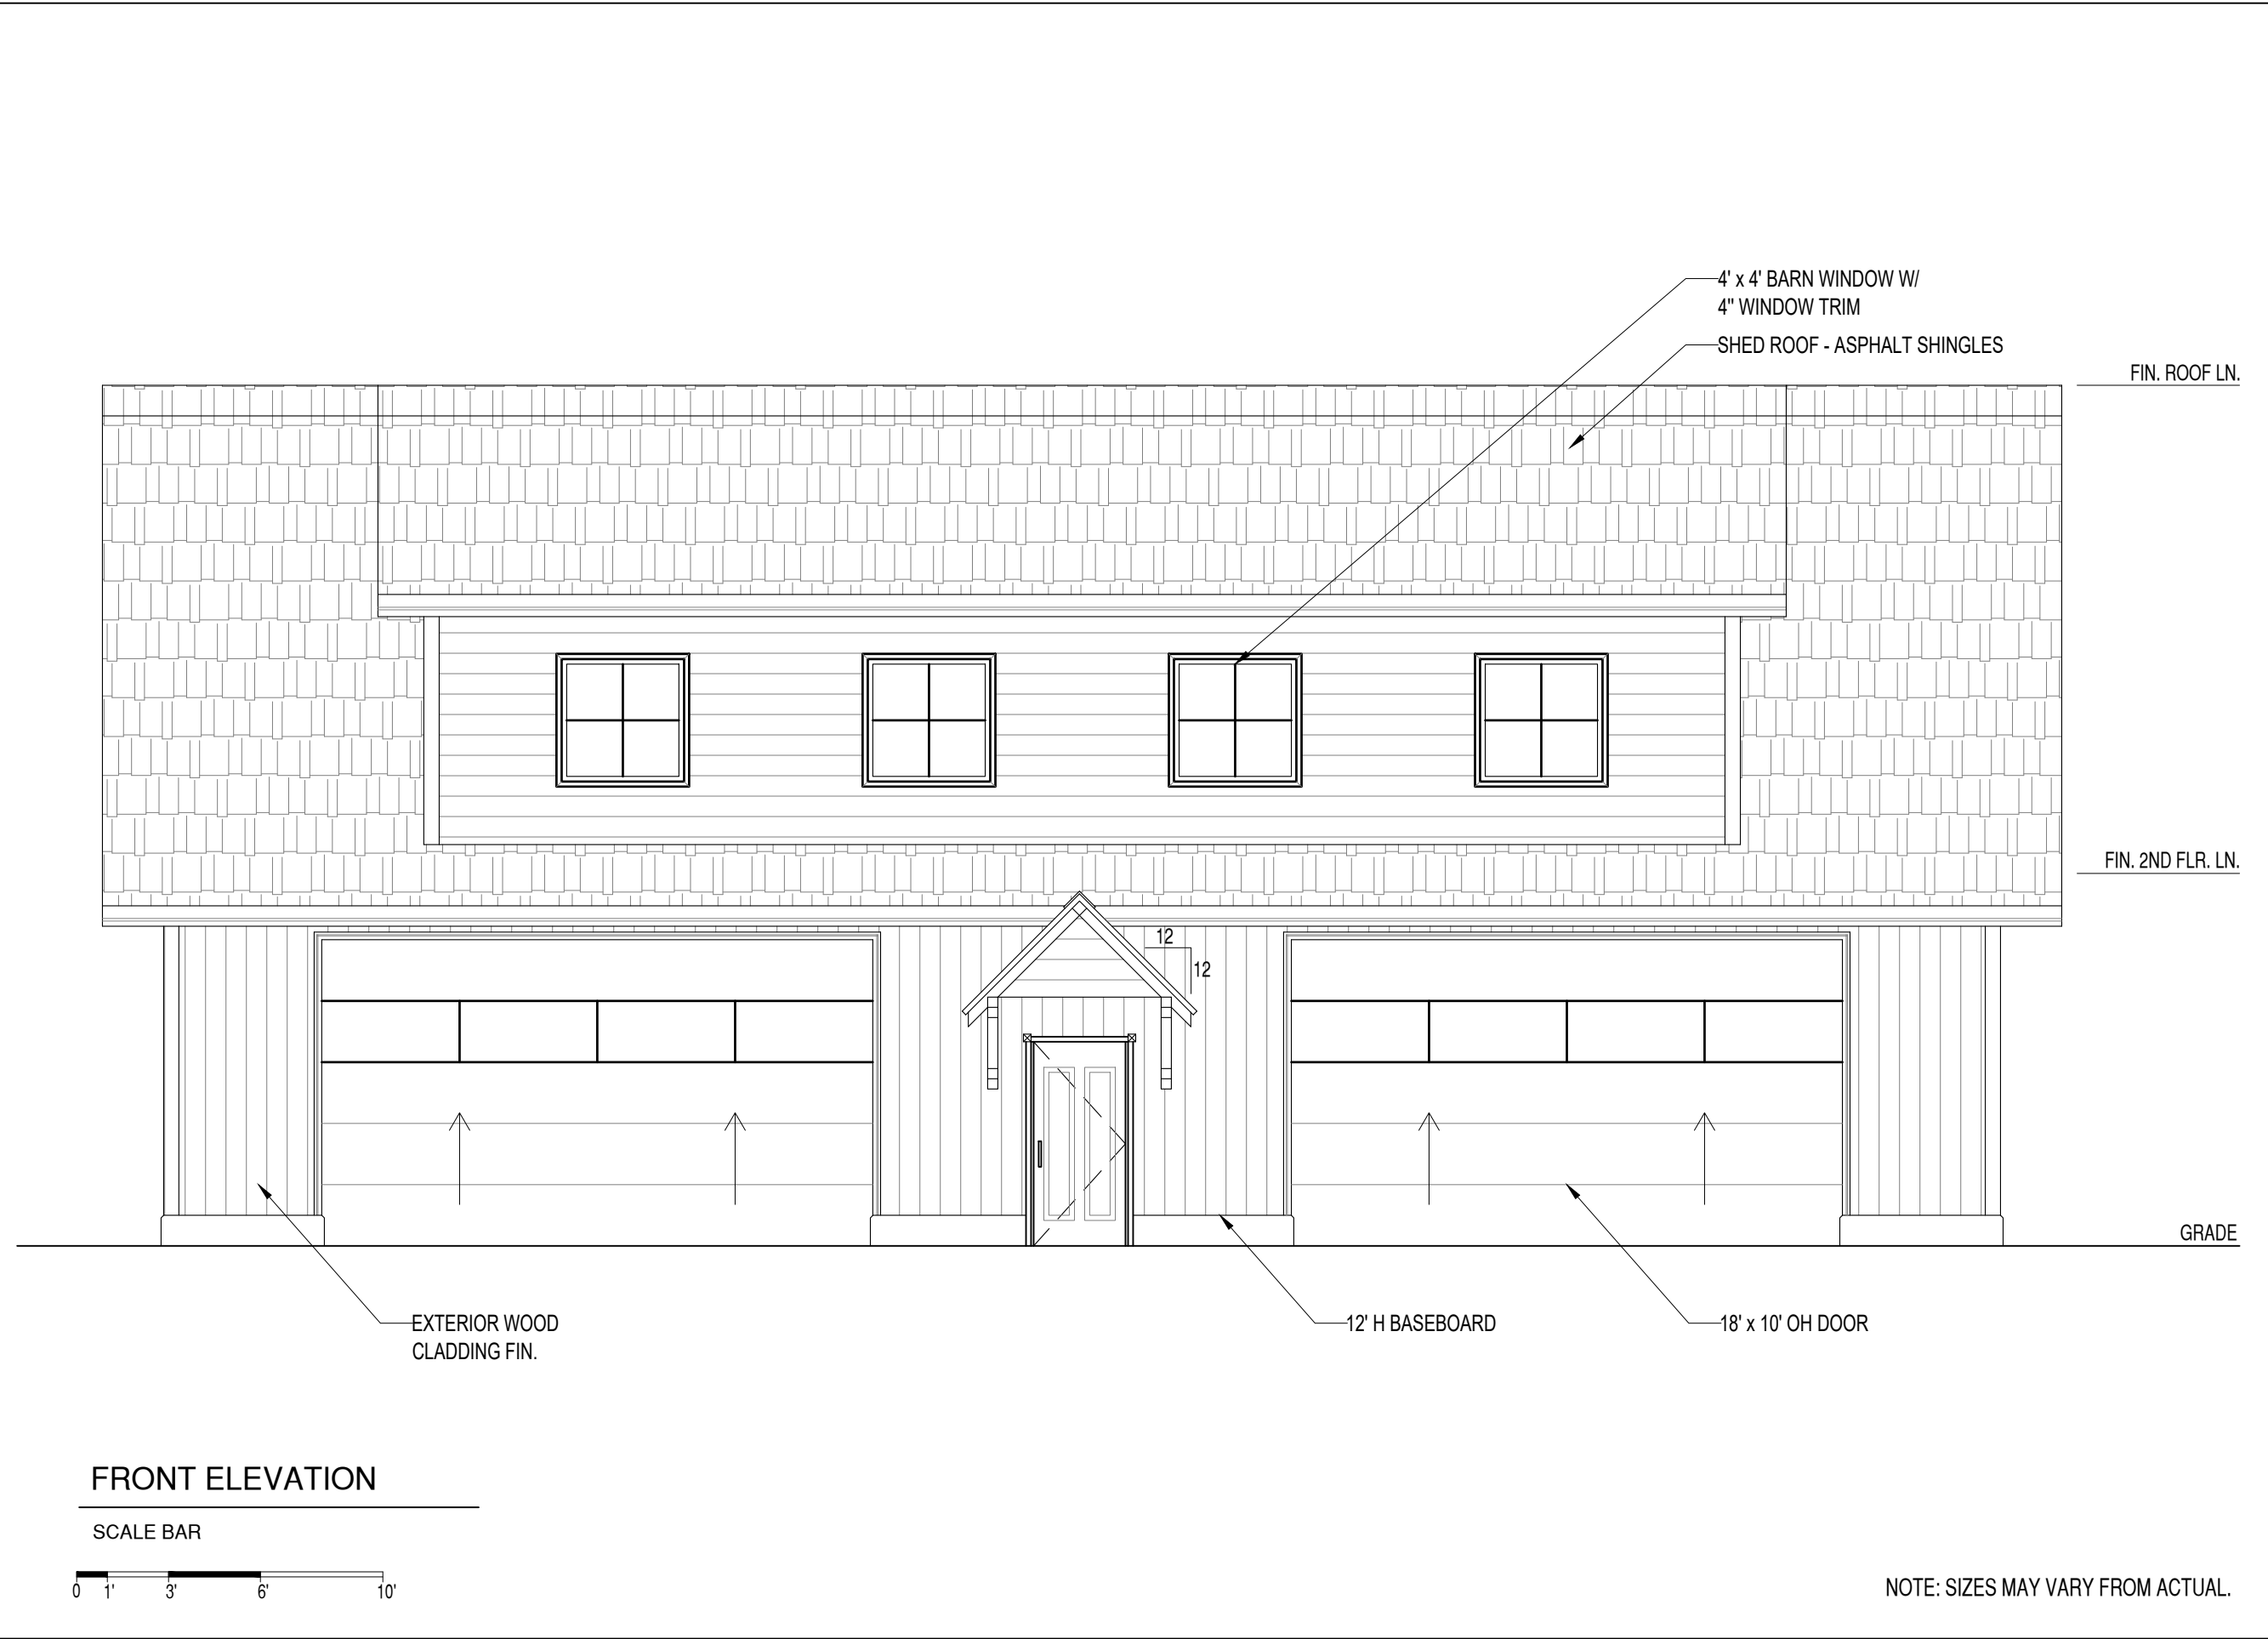 4' x 4' BARN WINDOW W/
4" WINDOW TRIM
SHED ROOF - ASPHALT SHINGLES
FIN. ROOF LN.
FIN. 2ND FLR. LN.
12
12
GRADE
EXTERIOR WOOD
CLADDING FIN.
12' H BASEBOARD
18' x 10' OH DOOR
FRONT ELEVATION
SCALE BAR
0 1' 3' 6' 10'
NOTE: SIZES MAY VARY FROM ACTUAL.